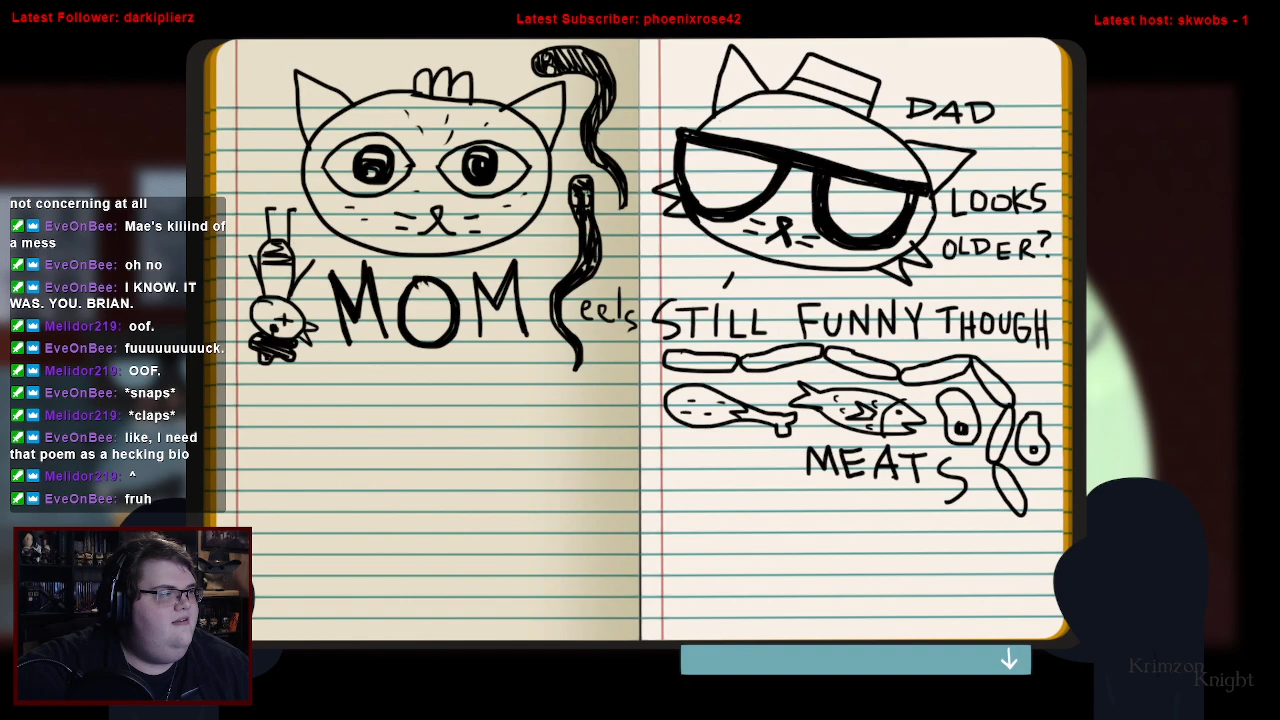 Latest Follower: darkiplierz
Latest Subscriber: phoenixrose42
Latest host: skwobs - 1
not concerning at all
EveOnBee: Mae's killlnd of
a mess
EveOnBee: oh no
EveOnBee: I KNOW. IT
WAS. YOU. BRIAN.
Melidor219: oof.
EveOnBee: fuuuuuuuuuck.
Melidor219: OOF.
EveOnBee: *snaps*
Melidor219: *claps*
EveOnBee: like, I need
that poem as a hecking bio
Melidor219: ^
EveOnBee: fruh
MOM
eels
DAD
LOOKS
OLDER?
STILL FUNNY THOUGH
MEATS
Krimzon
Knight